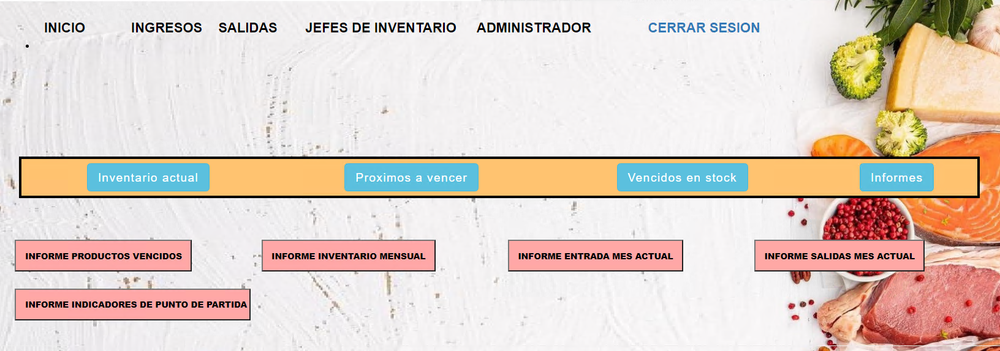 INICIO INGRESOS SALIDAS JEFES DE INVENTARIO ADMINISTRADOR CERRAR SESION
Inventario actual Proximos a vencer Vencidos en stock Informes
INFORME PRODUCTOS VENCIDOS INFORME INVENTARIO MENSUAL INFORME ENTRADA MES ACTUAL INFORME SALIDAS MES ACTUAL
INFORME INDICADORES DE PUNTO DE PARTIDA